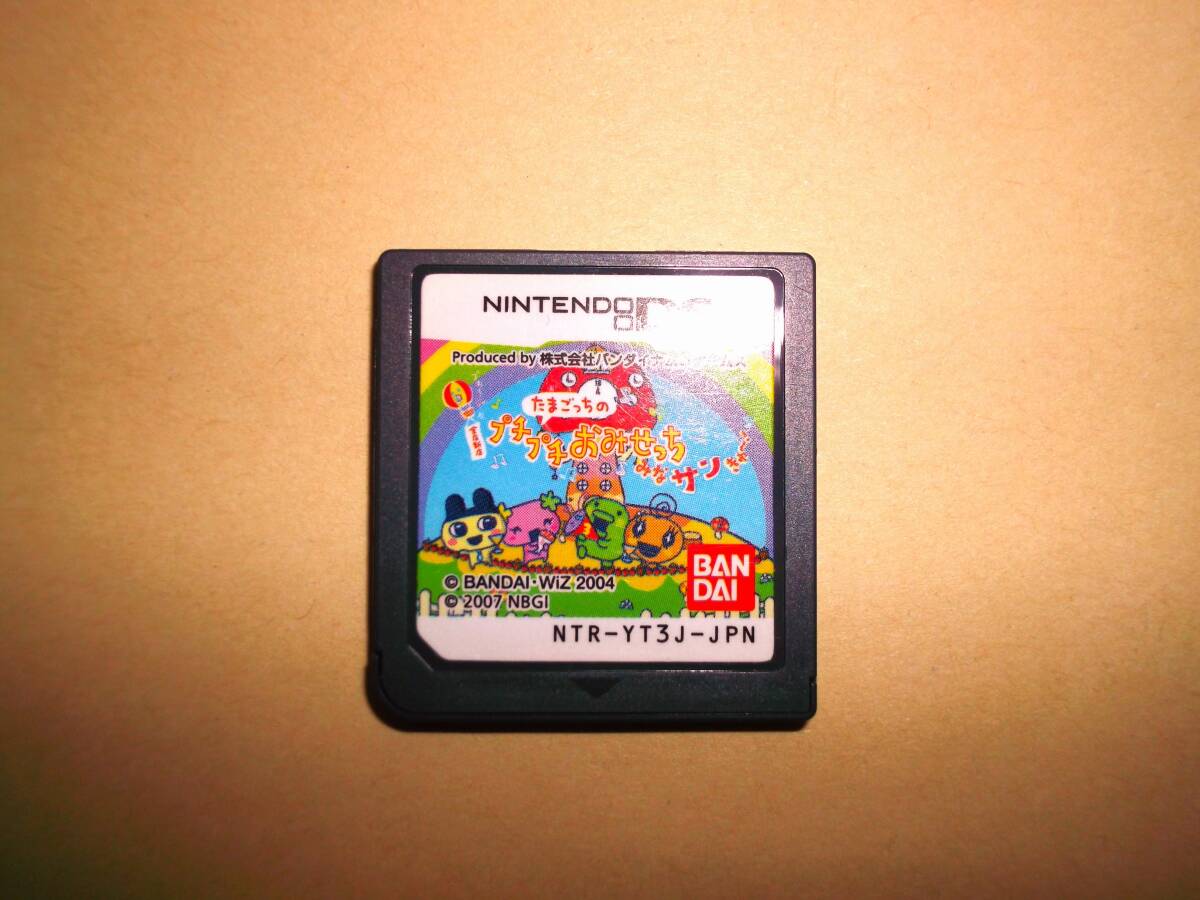 NINTENDO
Produced by 株式会社バンダイナムコゲームス
たまごっちの
プチプチおみせっち
みなサンきゅ〜
© BANDAI・WiZ 2004
© 2007 NBGI
BAN
DAI
NTR-YT3J-JPN